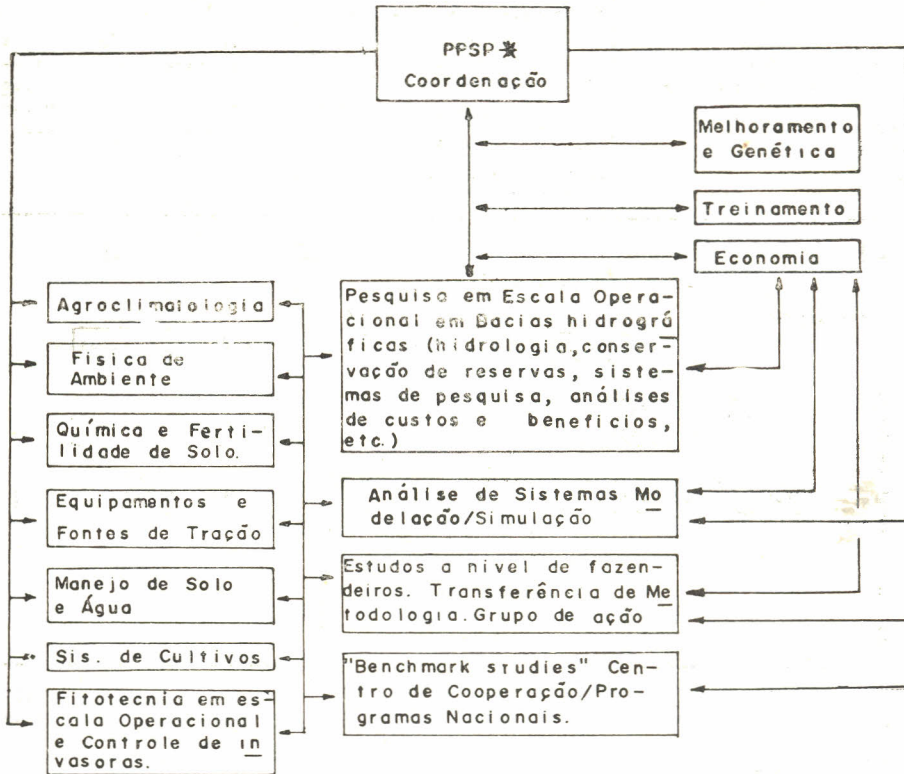 PPSP *
Coordenação
Melhoramento
e Genética
Treinamento
Economia
Agroclimatologia
Física de
Ambiente
Química e Ferti-
lidade de Solo.
Equipamentos e
Fontes de Tração
Manejo de Solo
e Água
Sis. de Cultivos
Fitotecnia em es-
cala Operacional
e Controle de in
vasoras.
Pesquisa em Escala Opera-
cional em Bacias hidrográ
ficas (hidrologia, conser-
vação de reservas, siste-
mas de pesquisa, análises
de custos e beneficios,
etc.)
Análise de Sistemas Mo
delação/Simulação
Estudos a nivel de fazen-
deiros. Transferência de Me
todologia. Grupo de ação
"Benchmark studies" Cen-
tro de Cooperação/Pro-
gramas Nacionais.